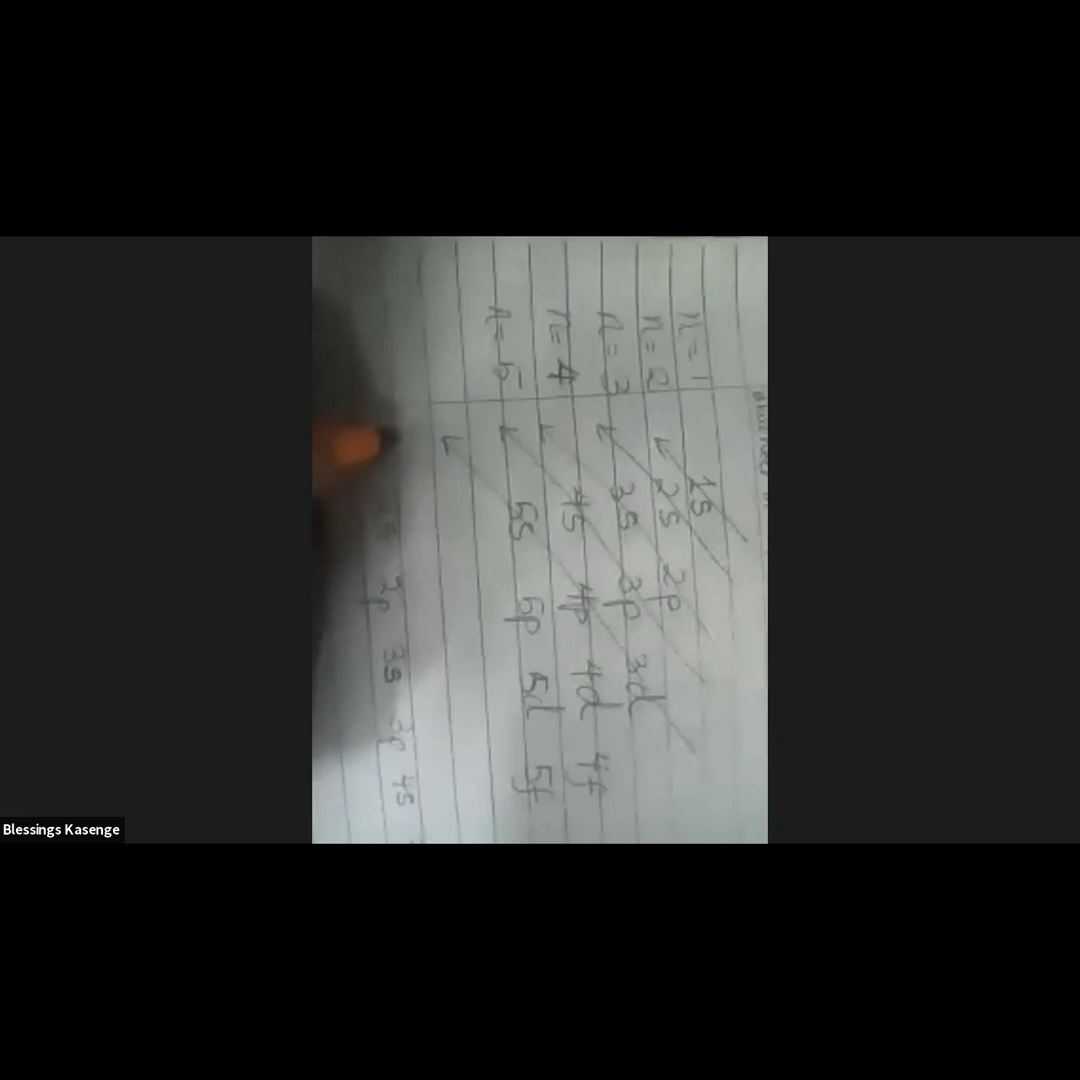 n = 1 1s
n = 2 2s 2p
n = 3 3s 3p 3d
n = 4 4s 4p 4d 4f
n = 5 5s 5p 5d 5f
2p 3s 3p 4s
Blessings Kasenge